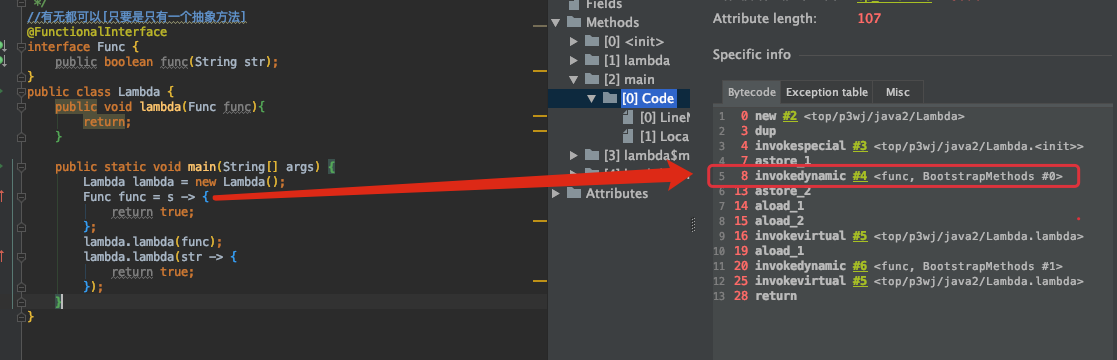 */
//有无都可以[只要是只有一个抽象方法]
@FunctionalInterface
interface Func {
public boolean func(String str);
}
public class Lambda {
public void lambda(Func func){
return;
}
public static void main(String[] args) {
Lambda lambda = new Lambda();
Func func = s -> {
return true;
};
lambda.lambda(func);
lambda.lambda(str -> {
return true;
});
}
}
Fields
Methods
[0] <init>
[1] lambda
[2] main
[0] Code
[0] LineN
[1] Loca
[3] lambda$m
Attributes
Attribute length: 107
Specific info
Bytecode Exception table Misc
1 0 new #2 <top/p3wj/java2/Lambda>
2 3 dup
3 4 invokespecial #3 <top/p3wj/java2/Lambda.<init>>
4 7 astore_1
5 8 invokedynamic #4 <func, BootstrapMethods #0>
6 13 astore_2
7 14 aload_1
8 15 aload_2
9 16 invokevirtual #5 <top/p3wj/java2/Lambda.lambda>
10 19 aload_1
11 20 invokedynamic #6 <func, BootstrapMethods #1>
12 25 invokevirtual #5 <top/p3wj/java2/Lambda.lambda>
13 28 return